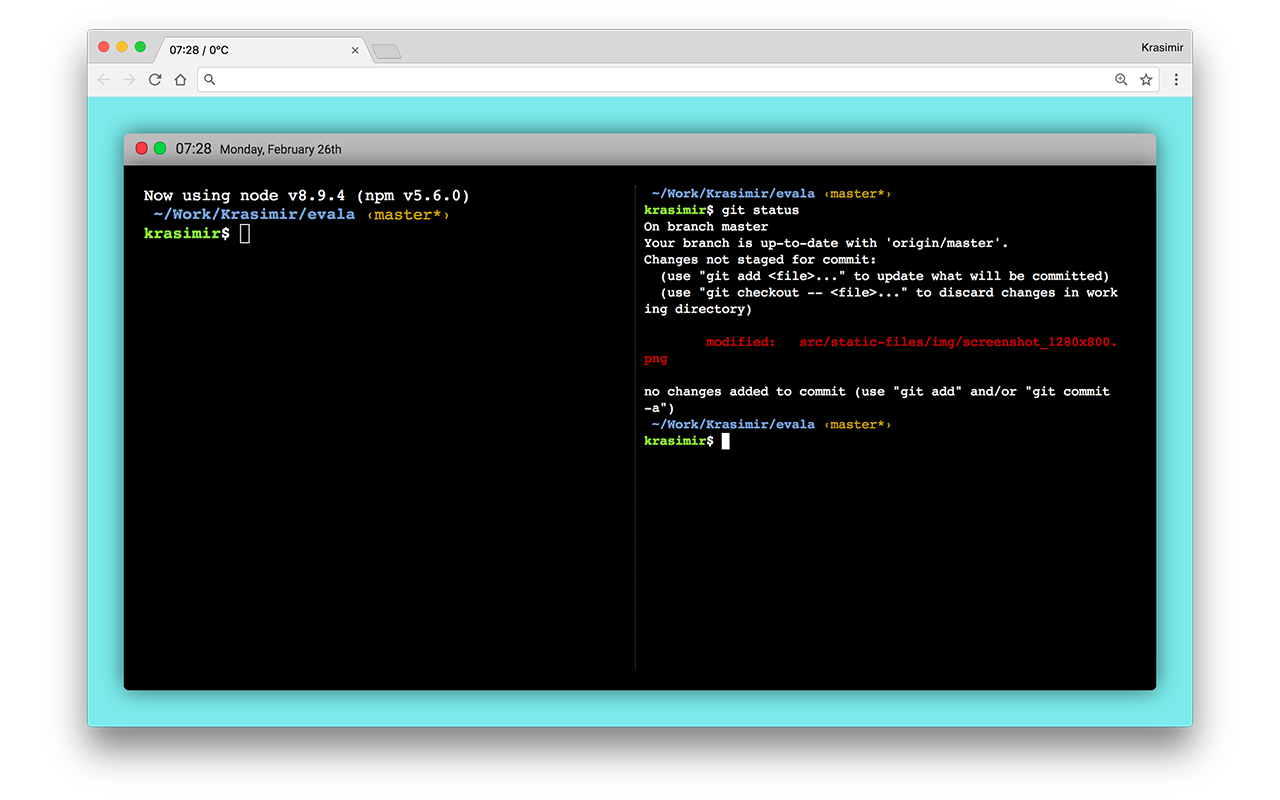 07:28 / 0°C
Krasimir
07:28 Monday, February 26th
Now using node v8.9.4 (npm v5.6.0)
~/Work/Krasimir/evala ‹master*›
krasimir$
~/Work/Krasimir/evala ‹master*›
krasimir$ git status
On branch master
Your branch is up-to-date with 'origin/master'.
Changes not staged for commit:
(use "git add <file>..." to update what will be committed)
(use "git checkout -- <file>..." to discard changes in work
ing directory)
modified: src/static-files/img/screenshot_1280x800.
png
no changes added to commit (use "git add" and/or "git commit
-a")
~/Work/Krasimir/evala ‹master*›
krasimir$